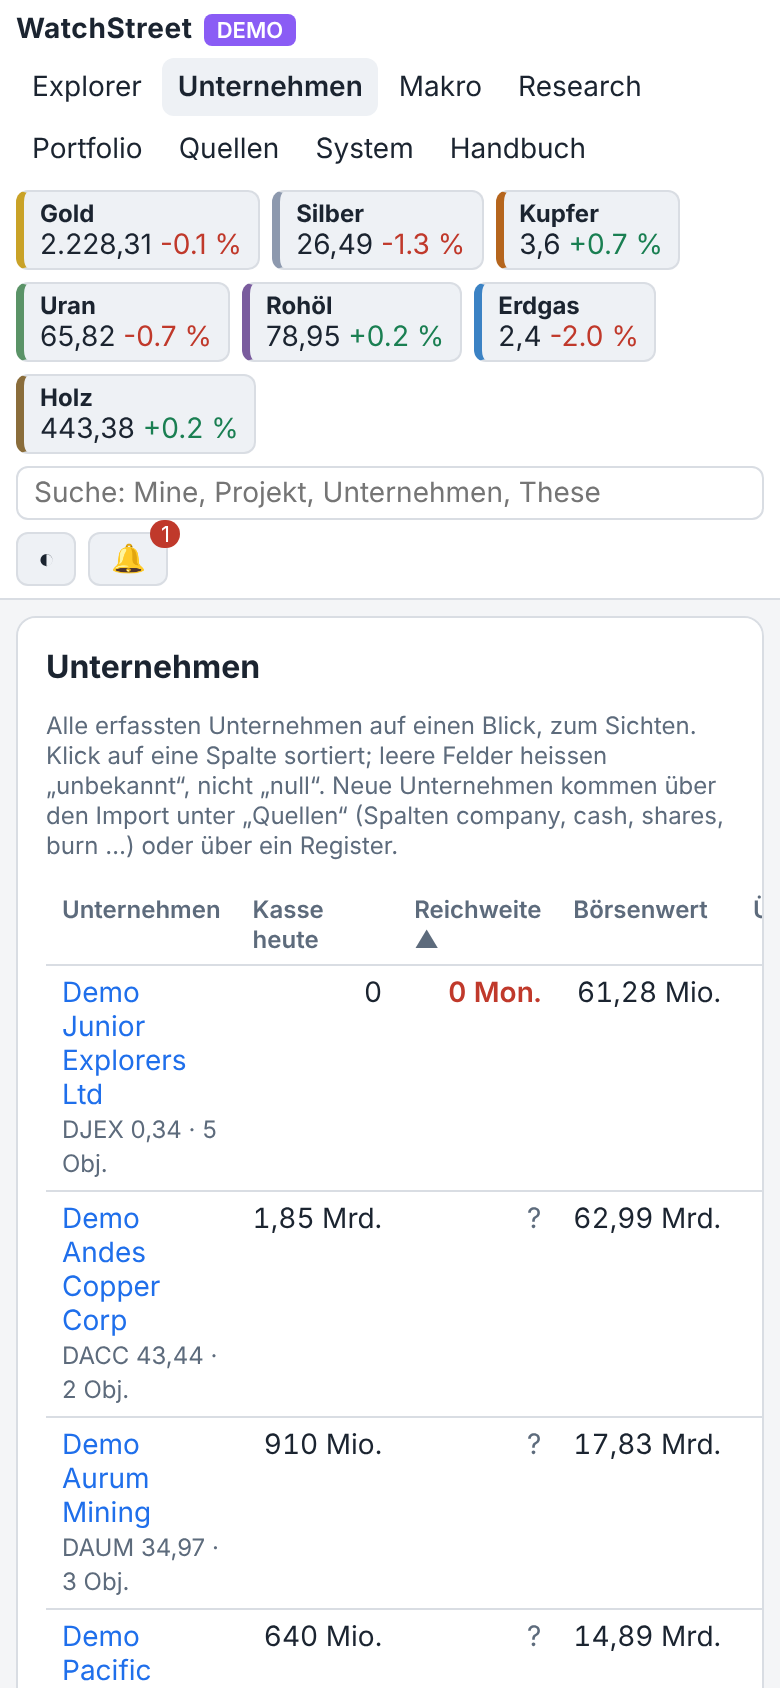 WatchStreet DEMO
Explorer Unternehmen Makro Research
Portfolio Quellen System Handbuch
Gold
2.228,31 -0.1 %
Silber
26,49 -1.3 %
Kupfer
3,6 +0.7 %
Uran
65,82 -0.7 %
Rohöl
78,95 +0.2 %
Erdgas
2,4 -2.0 %
Holz
443,38 +0.2 %
Suche: Mine, Projekt, Unternehmen, These
1
Unternehmen
Alle erfassten Unternehmen auf einen Blick, zum Sichten.
Klick auf eine Spalte sortiert; leere Felder heissen
„unbekannt“, nicht „null“. Neue Unternehmen kommen über
den Import unter „Quellen“ (Spalten company, cash, shares,
burn ...) oder über ein Register.
Unternehmen Kasse heute Reichweite ▲ Börsenwert
Demo Junior Explorers Ltd 0 0 Mon. 61,28 Mio.
DJEX 0,34 · 5 Obj.
Demo Andes Copper Corp 1,85 Mrd. ? 62,99 Mrd.
DACC 43,44 · 2 Obj.
Demo Aurum Mining 910 Mio. ? 17,83 Mrd.
DAUM 34,97 · 3 Obj.
Demo Pacific 640 Mio. ? 14,89 Mrd.